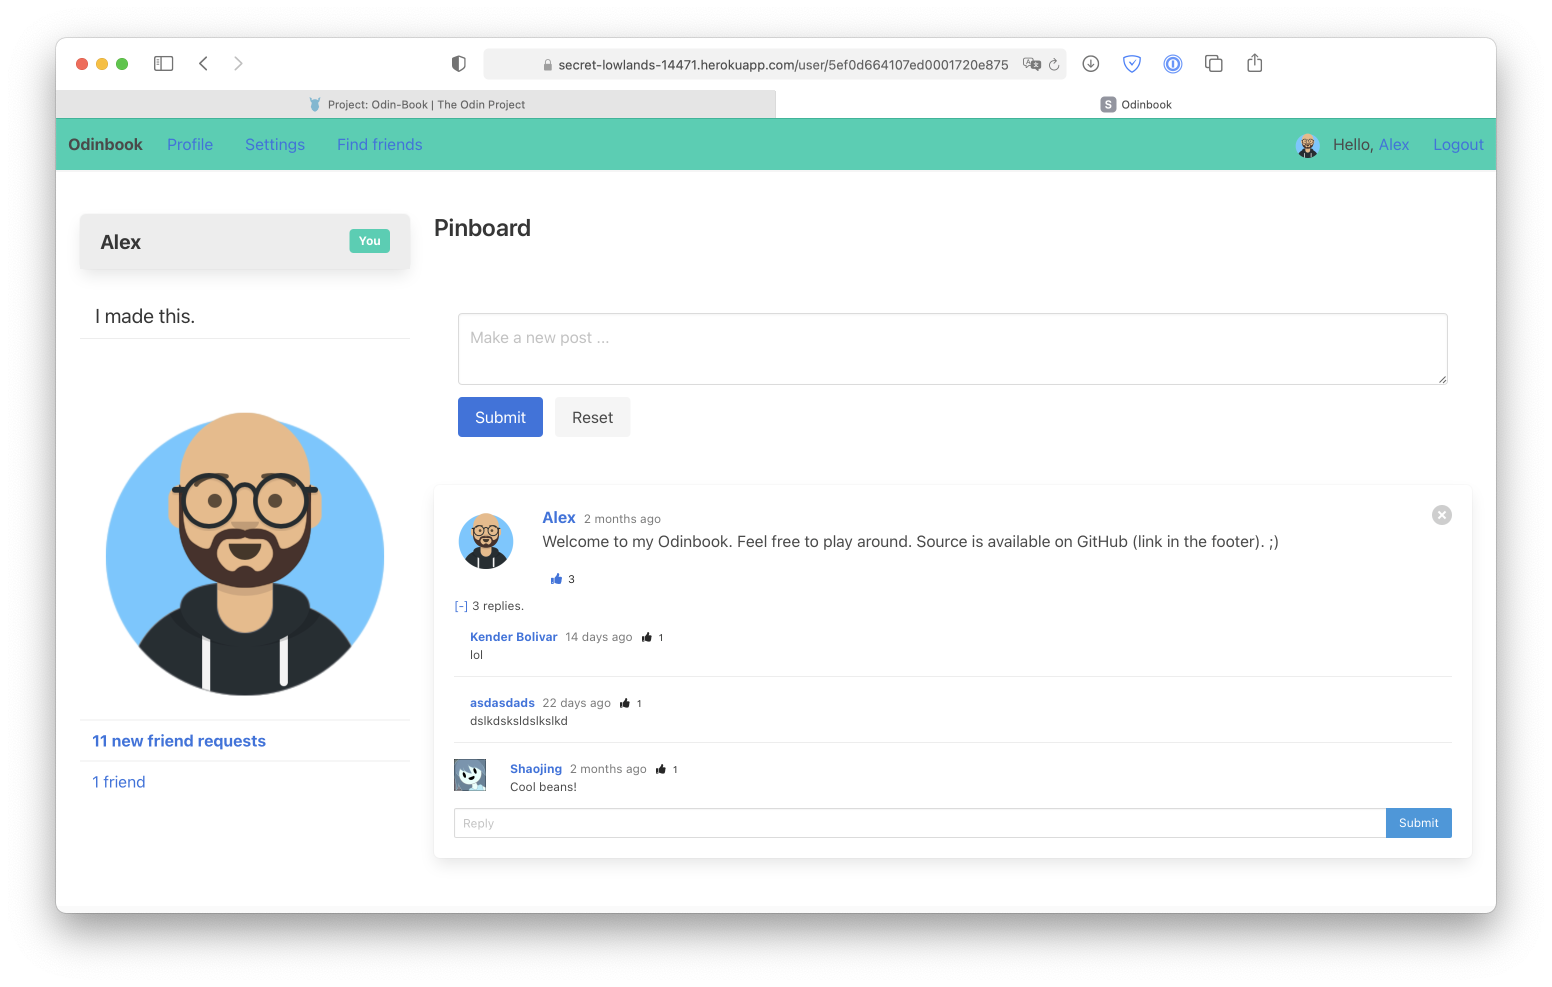 secret-lowlands-14471.herokuapp.com/user/5ef0d664107ed0001720e875
Project: Odin-Book | The Odin Project
S Odinbook
Odinbook Profile Settings Find friends Hello, Alex Logout
Alex You
I made this.
11 new friend requests
1 friend
Pinboard
Make a new post ...
Submit Reset
Alex 2 months ago
Welcome to my Odinbook. Feel free to play around. Source is available on GitHub (link in the footer). ;)
3
[-] 3 replies.
Kender Bolivar 14 days ago 1
lol
asdasdads 22 days ago 1
dslkdsksldslkslkd
Shaojing 2 months ago 1
Cool beans!
Reply Submit